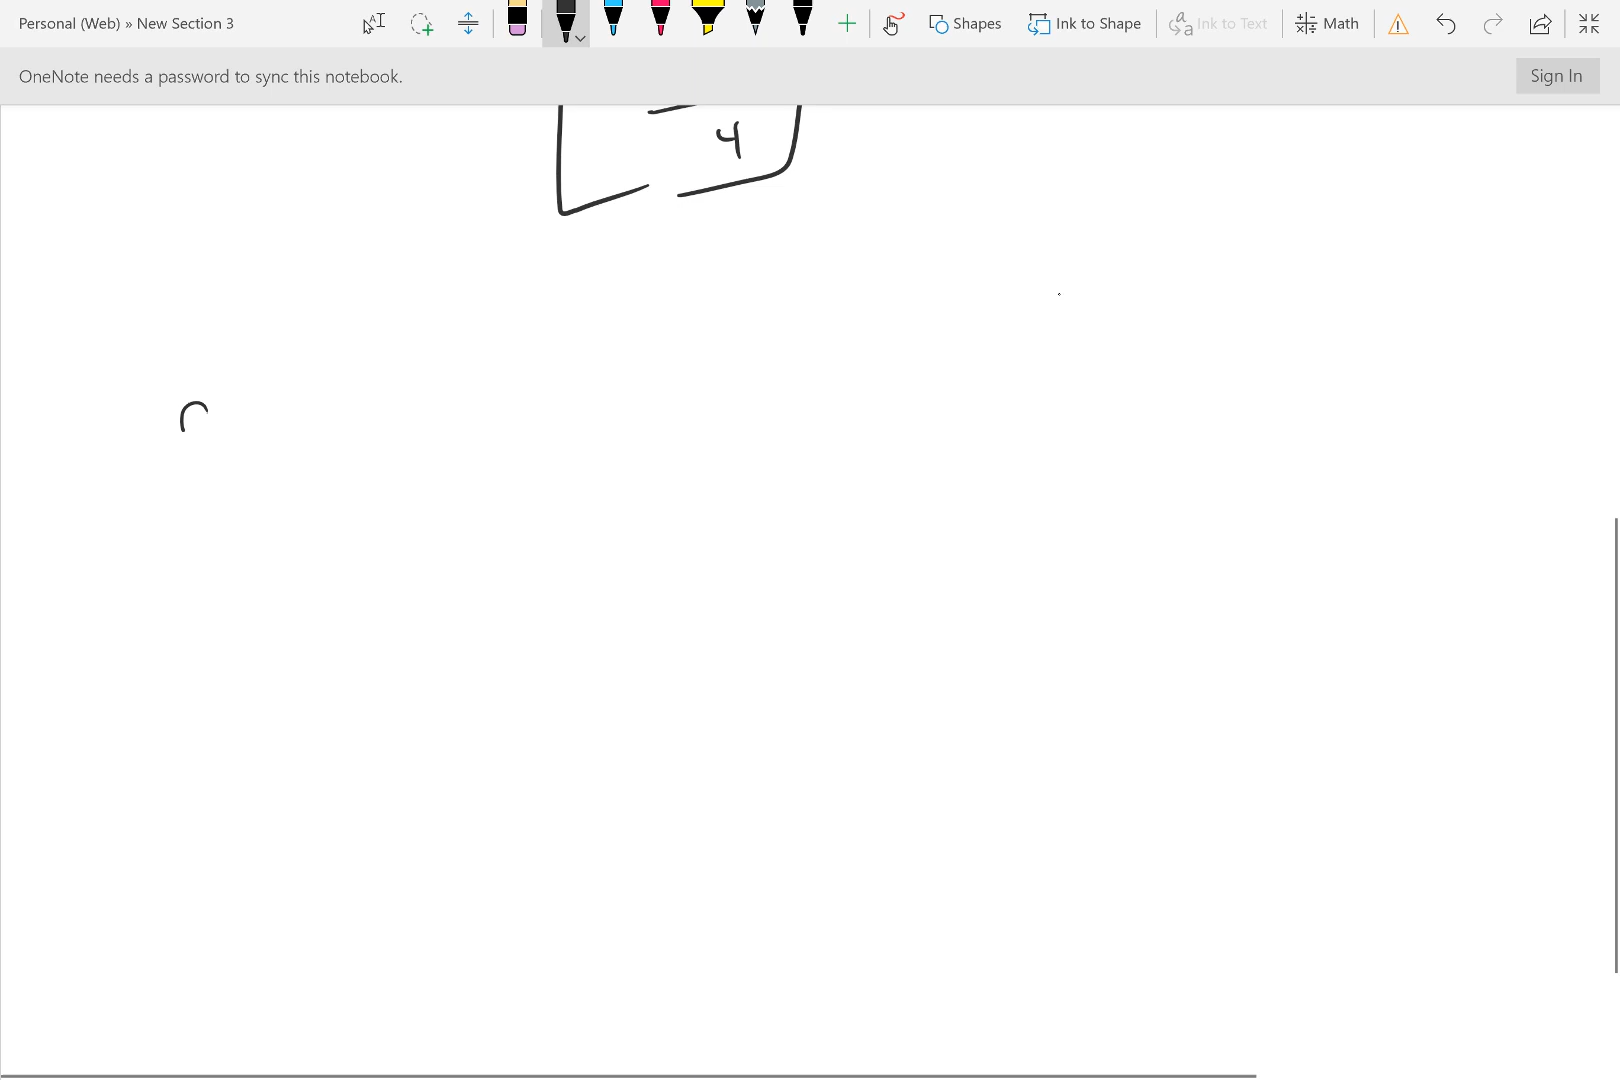 Personal (Web) » New Section 3
Shapes
Ink to Shape
Ink to Text
Math
OneNote needs a password to sync this notebook.
Sign In
4